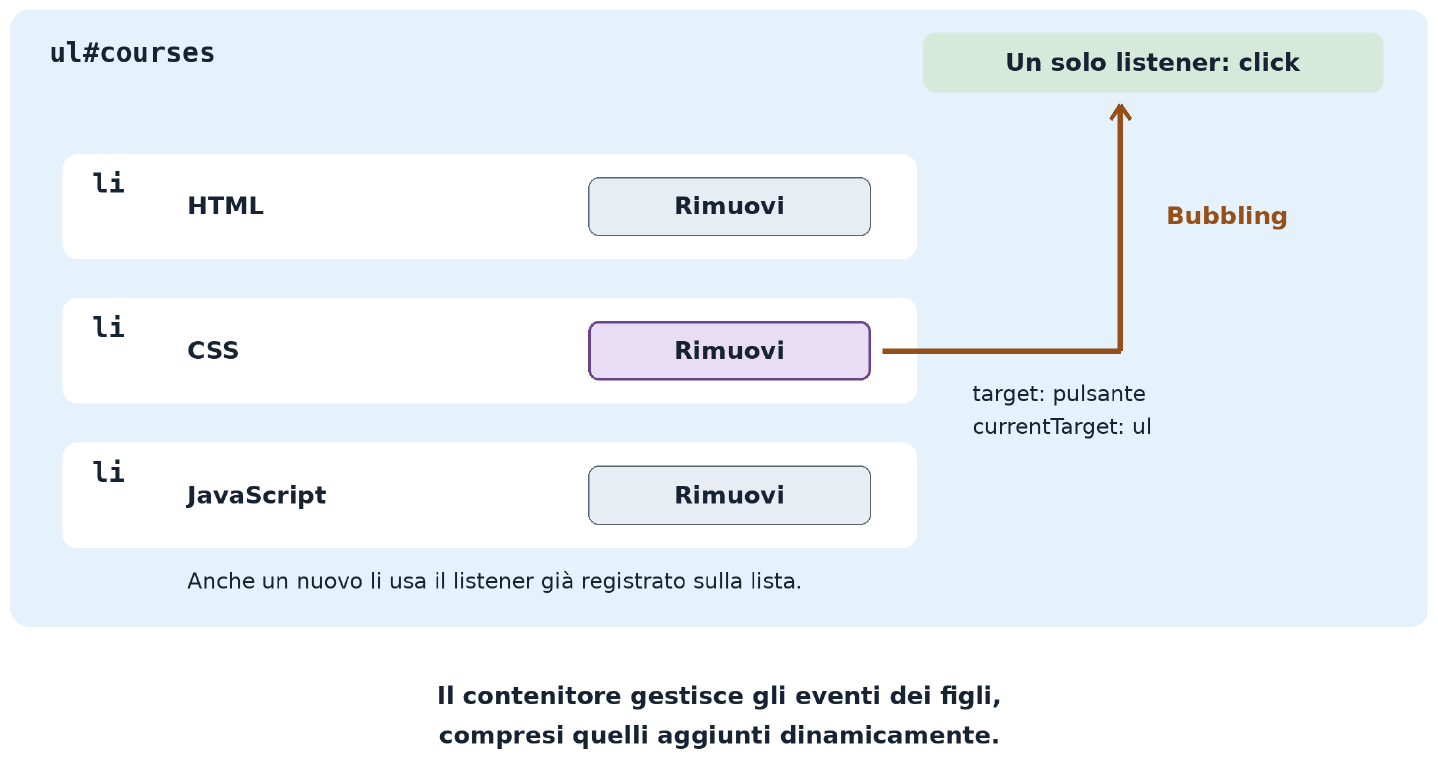 ul#courses
Un solo listener: click
li
HTML
Rimuovi
Bubbling
li
CSS
Rimuovi
target: pulsante
currentTarget: ul
li
JavaScript
Rimuovi
Anche un nuovo li usa il listener già registrato sulla lista.
Il contenitore gestisce gli eventi dei figli,
compresi quelli aggiunti dinamicamente.